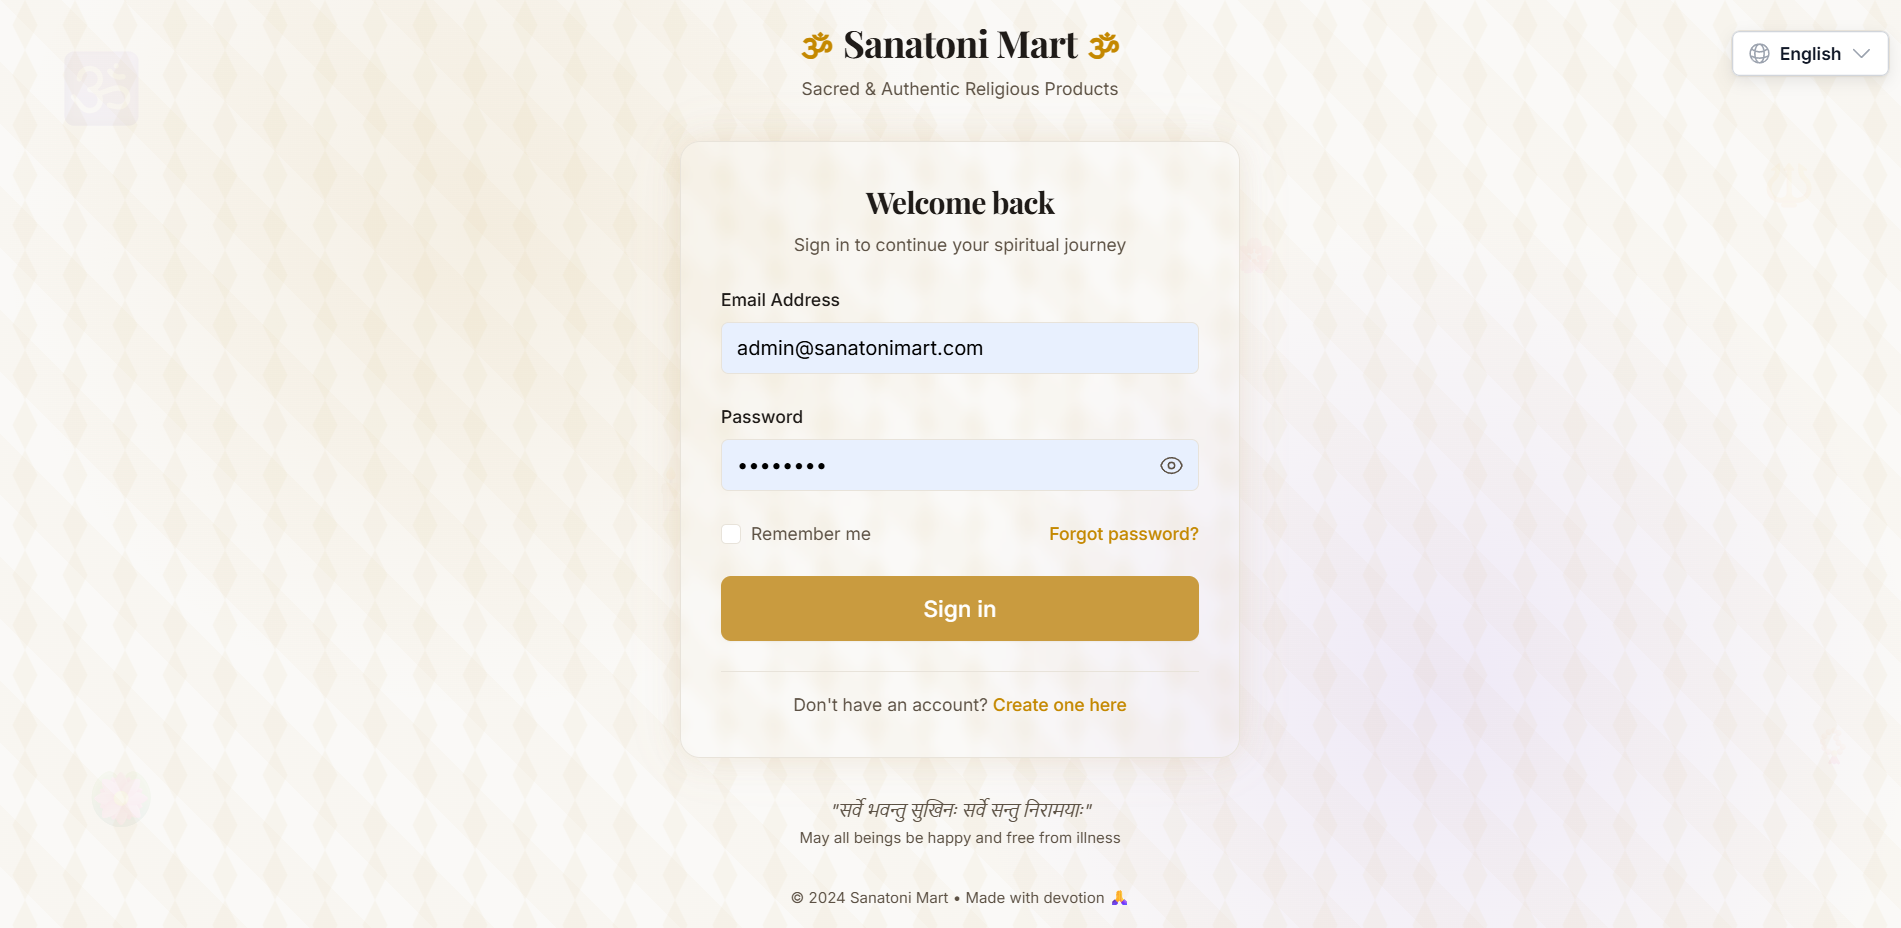 ॐ Sanatoni Mart ॐ
Sacred & Authentic Religious Products
English
Welcome back
Sign in to continue your spiritual journey
Email Address
admin@sanatonimart.com
Password
••••••••
Remember me
Forgot password?
Sign in
Don't have an account? Create one here
"सर्वे भवन्तु सुखिनः सर्वे सन्तु निरामयाः"
May all beings be happy and free from illness
© 2024 Sanatoni Mart • Made with devotion 🙏